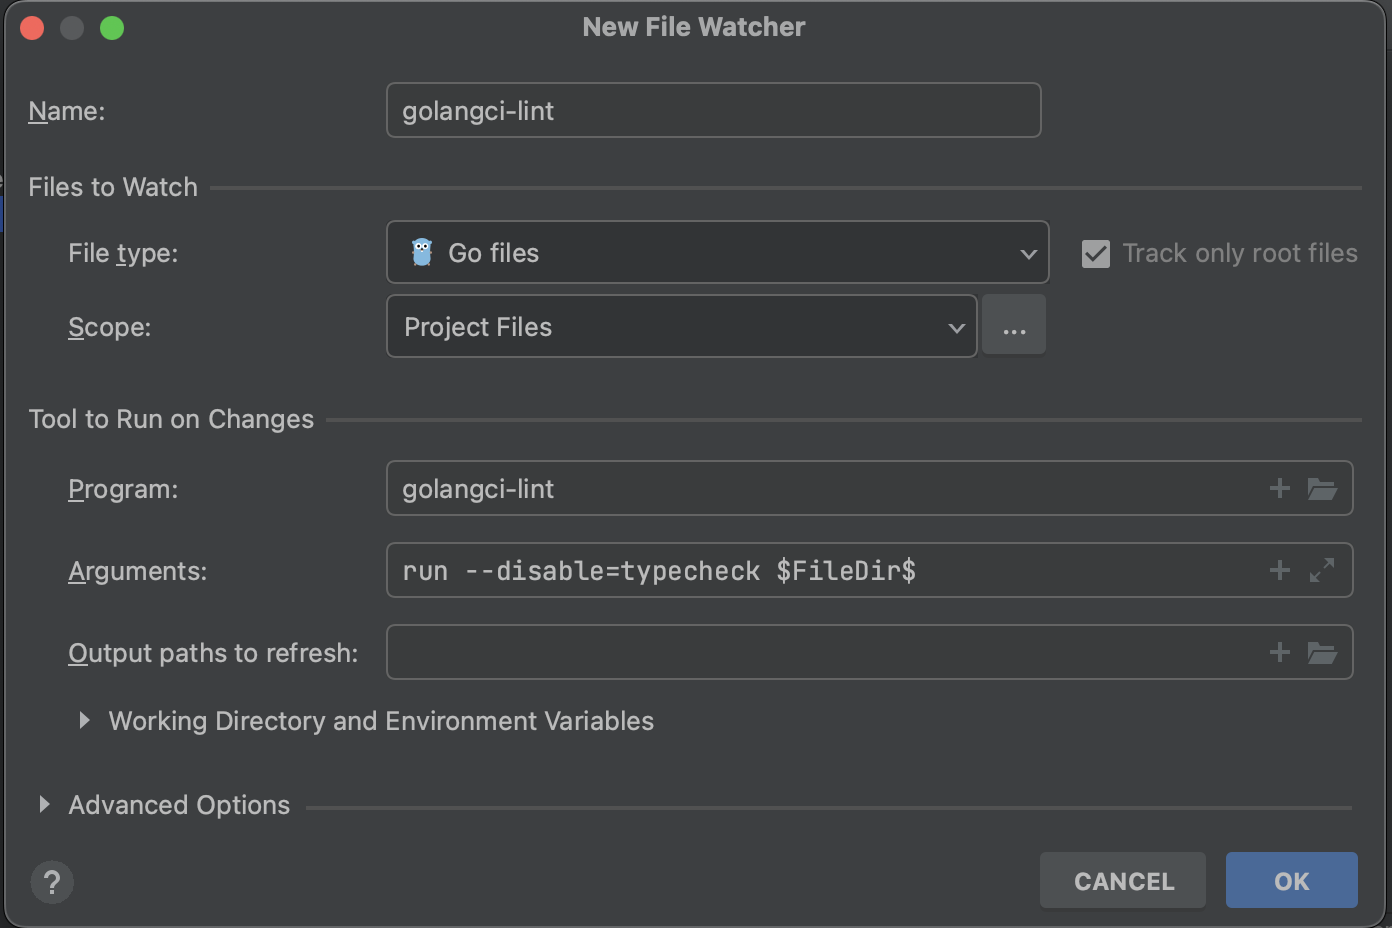 New File Watcher
Name: golangci-lint
Files to Watch
File type: Go files Track only root files
Scope: Project Files ...
Tool to Run on Changes
Program: golangci-lint
Arguments: run --disable=typecheck $FileDir$
Output paths to refresh:
Working Directory and Environment Variables
Advanced Options
? CANCEL OK